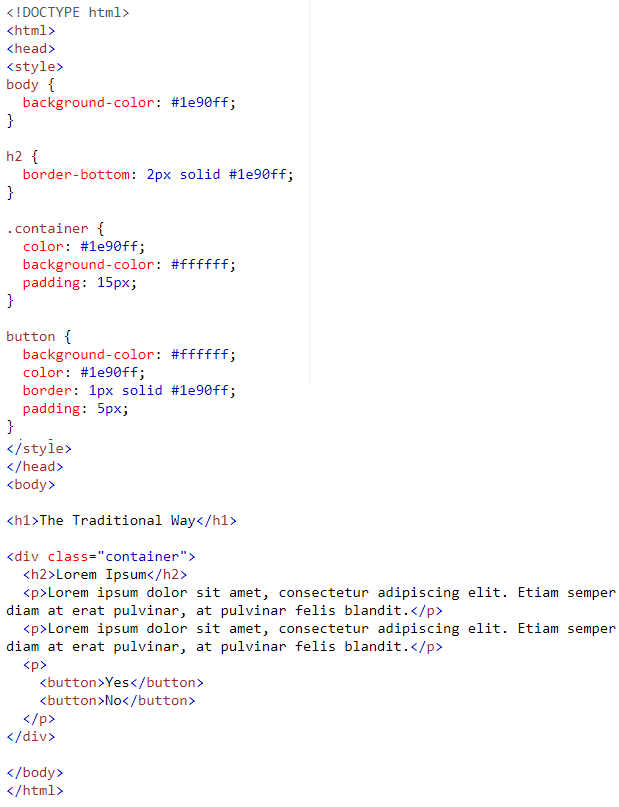 <!DOCTYPE html>
<html>
<head>
<style>
body {
  background-color: #1e90ff;
}

h2 {
  border-bottom: 2px solid #1e90ff;
}

.container {
  color: #1e90ff;
  background-color: #ffffff;
  padding: 15px;
}

button {
  background-color: #ffffff;
  color: #1e90ff;
  border: 1px solid #1e90ff;
  padding: 5px;
}
</style>
</head>
<body>

<h1>The Traditional Way</h1>

<div class="container">
  <h2>Lorem Ipsum</h2>
  <p>Lorem ipsum dolor sit amet, consectetur adipiscing elit. Etiam semper
diam at erat pulvinar, at pulvinar felis blandit.</p>
  <p>Lorem ipsum dolor sit amet, consectetur adipiscing elit. Etiam semper
diam at erat pulvinar, at pulvinar felis blandit.</p>
  <p>
    <button>Yes</button>
    <button>No</button>
  </p>
</div>

</body>
</html>